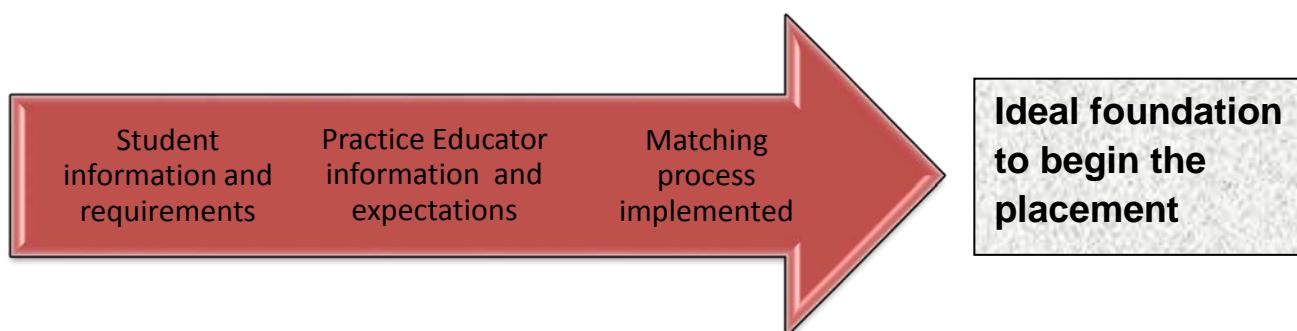 Student
information and
requirements
Practice Educator
information and
expectations
Matching
process
implemented
Ideal foundation
to begin the
placement